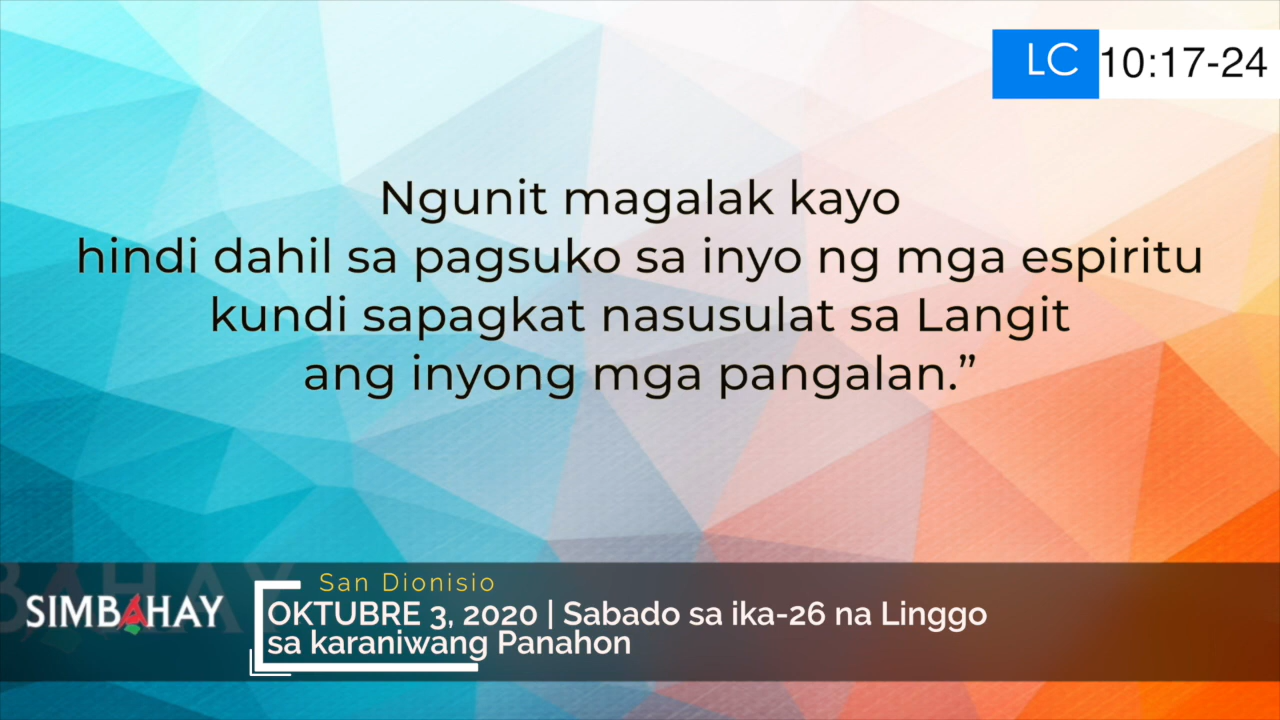 LC 10:17-24
Ngunit magalak kayo
hindi dahil sa pagsuko sa inyo ng mga espiritu
kundi sapagkat nasusulat sa Langit
ang inyong mga pangalan.”
San Dionisio
SIMBAHAY
OKTUBRE 3, 2020 | Sabado sa ika-26 na Linggo
sa karaniwang Panahon